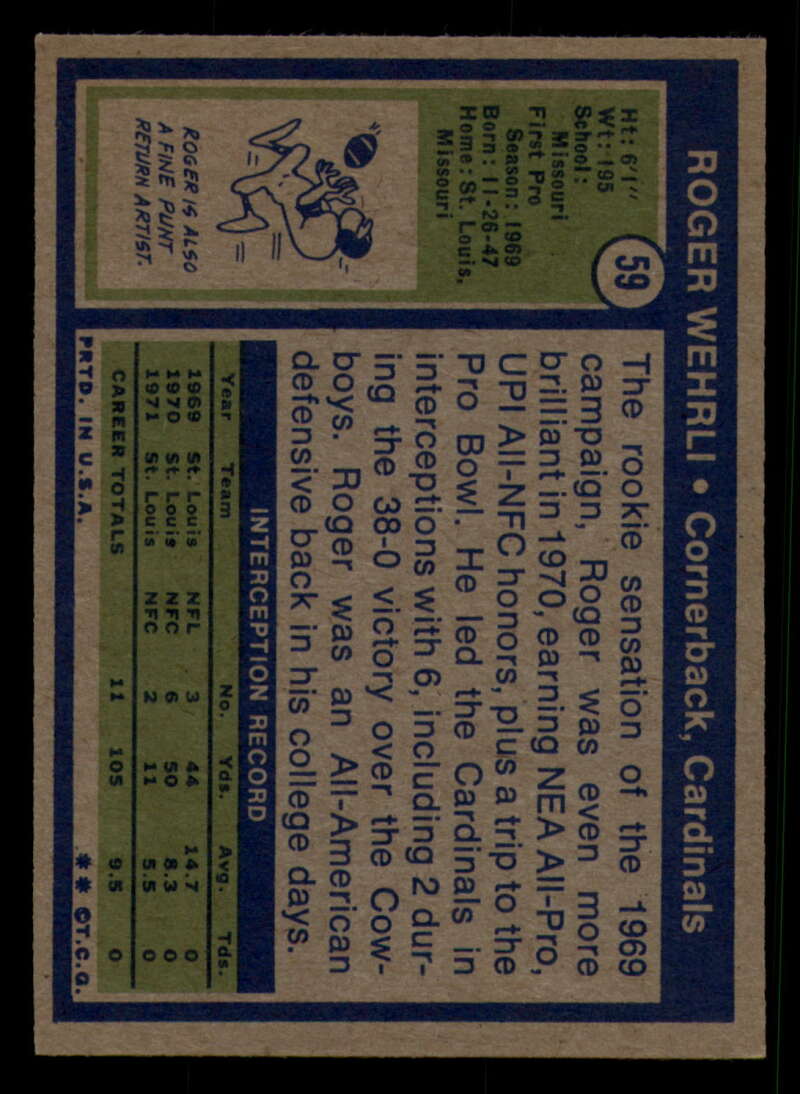 ROGER WEHRLI • Cornerback, Cardinals
59
Ht: 6'1"
Wt: 195
School:
Missouri
First Pro
Season: 1969
Born: 11-26-47
Home: St. Louis,
Missouri
ROGER IS ALSO
A FINE PUNT
RETURN ARTIST.
The rookie sensation of the 1969
campaign, Roger was even more
brilliant in 1970, earning NEA All-Pro,
UPI All-NFC honors, plus a trip to the
Pro Bowl. He led the Cardinals in
interceptions with 6, including 2 dur-
ing the 38-0 victory over the Cow-
boys. Roger was an All-American
defensive back in his college days.
INTERCEPTION RECORD
Year Team No. Yds. Avg. Tds.
1969 St. Louis NFL 3 44 14.7 0
1970 St. Louis NFC 6 50 8.3 0
1971 St. Louis NFC 2 11 5.5 0
CAREER TOTALS 11 105 9.5 0
PRTD. IN U.S.A. ** ©T.C.G.